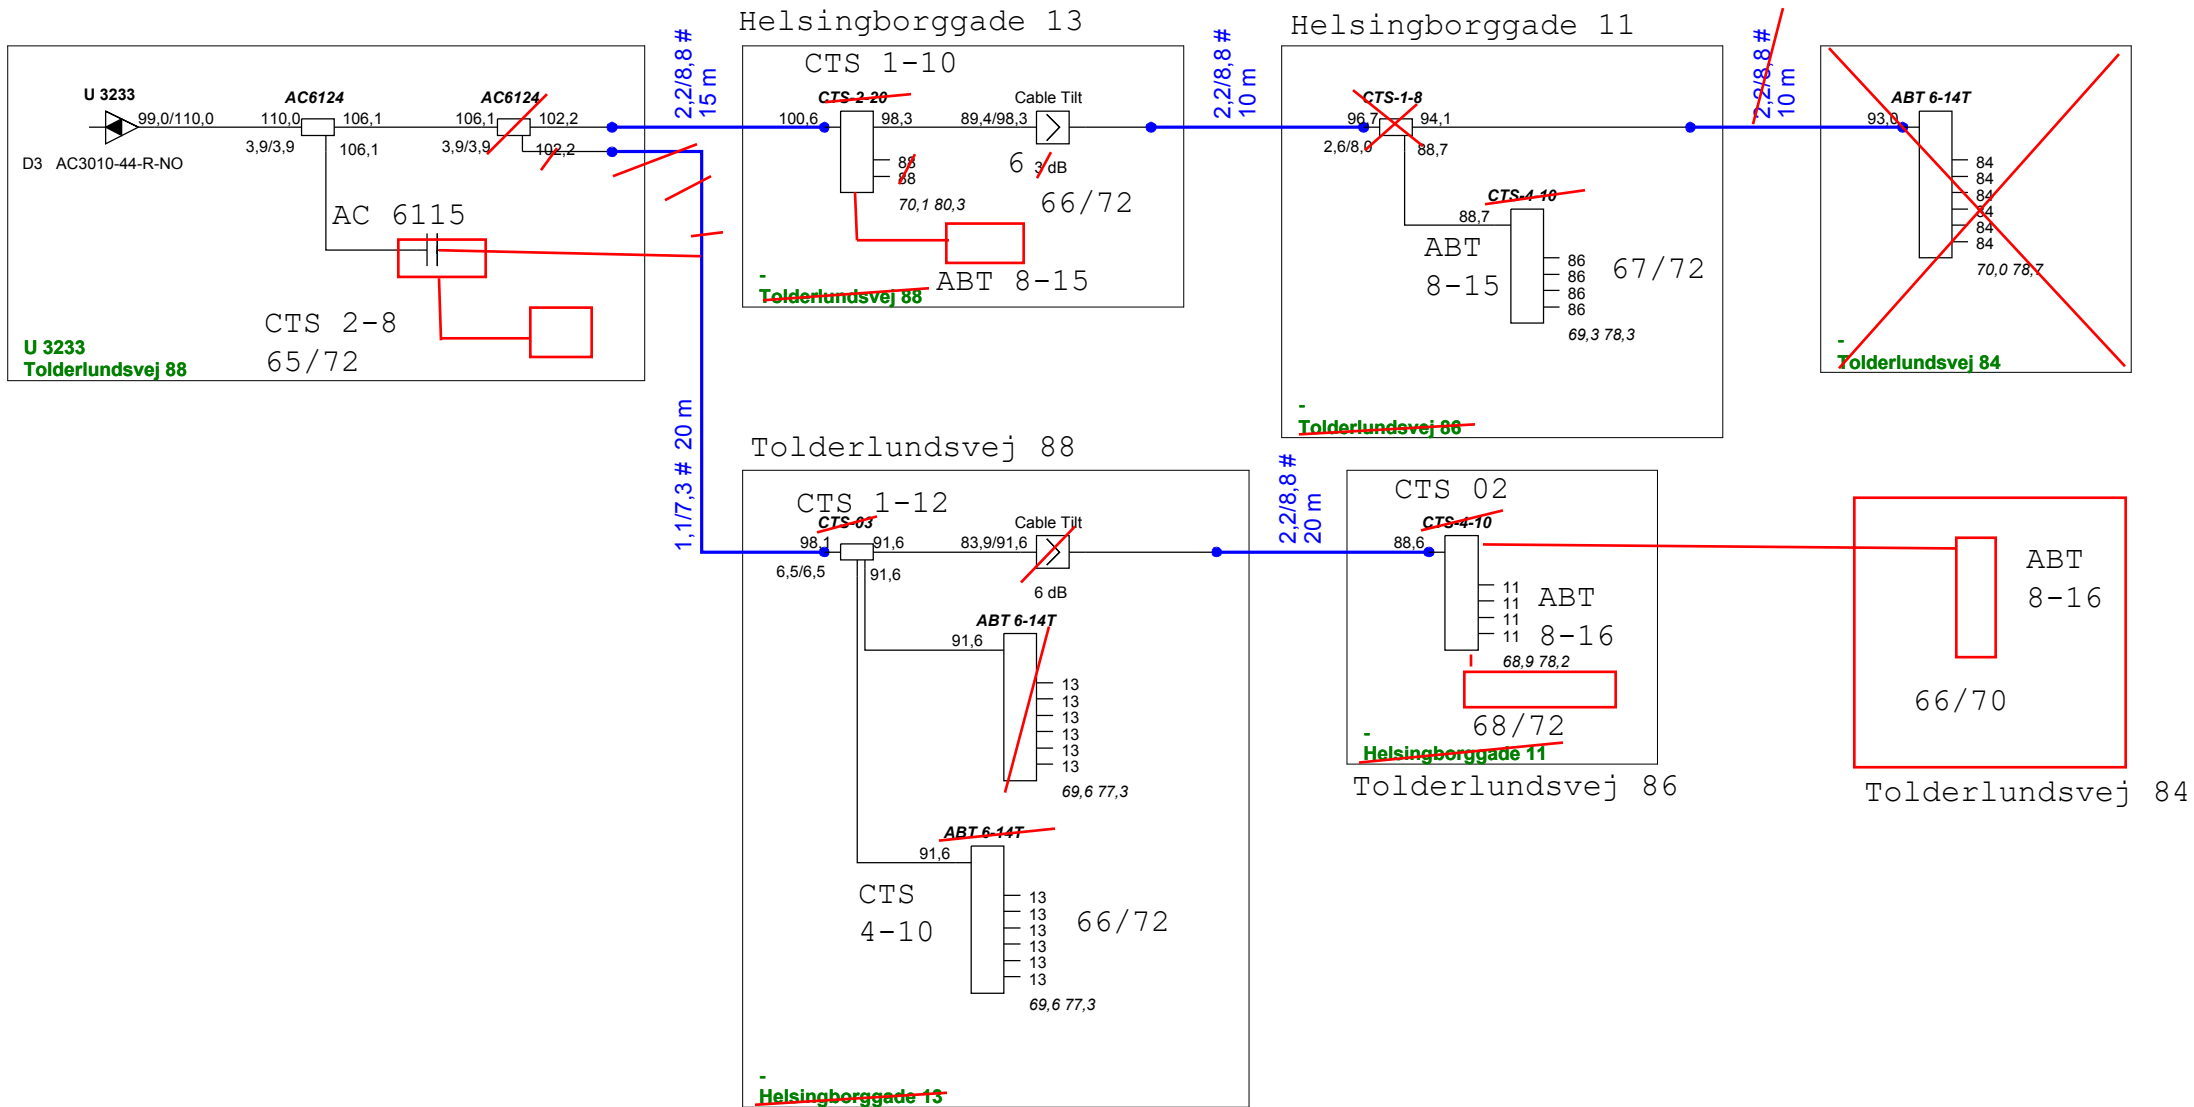 Helsingborggade 13
Helsingborggade 11
2,2/8,8 #
15 m
2,2/8,8 #
10 m
2,2/8,8 #
10 m
U 3233
99,0/110,0
D3 AC3010-44-R-NO
AC6124
110,0 106,1
3,9/3,9
106,1
AC6124
106,1 102,2
3,9/3,9
102,2
AC 6115
CTS 2-8
65/72
U 3233
Tolderlundsvej 88
CTS 1-10
CTS-2-20
100,6 98,3
88
88
70,1 80,3
Cable Tilt
89,4/98,3
6 3 dB
66/72
ABT 8-15
-
Tolderlundsvej 88
CTS-1-8
96,7 94,1
2,6/8,0 88,7
CTS-4-10
88,7
ABT
8-15
86
86
86
86
67/72
69,3 78,3
-
Tolderlundsvej 86
ABT 6-14T
93,0
84
84
84
84
84
84
70,0 78,7
-
Tolderlundsvej 84
1,1/7,3 # 20 m
Tolderlundsvej 88
CTS 1-12
CTS-03
98,1 91,6
6,5/6,5
91,6
Cable Tilt
83,9/91,6
6 dB
ABT 6-14T
91,6
13
13
13
13
13
13
69,6 77,3
ABT 6-14T
91,6
CTS
4-10
13
13
13
13
13
13
66/72
69,6 77,3
-
Helsingborggade 13
2,2/8,8 #
20 m
CTS 02
CTS-4-10
88,6
11
11
11
11
ABT
8-16
68,9 78,2
68/72
-
Helsingborggade 11
Tolderlundsvej 86
ABT
8-16
66/70
Tolderlundsvej 84